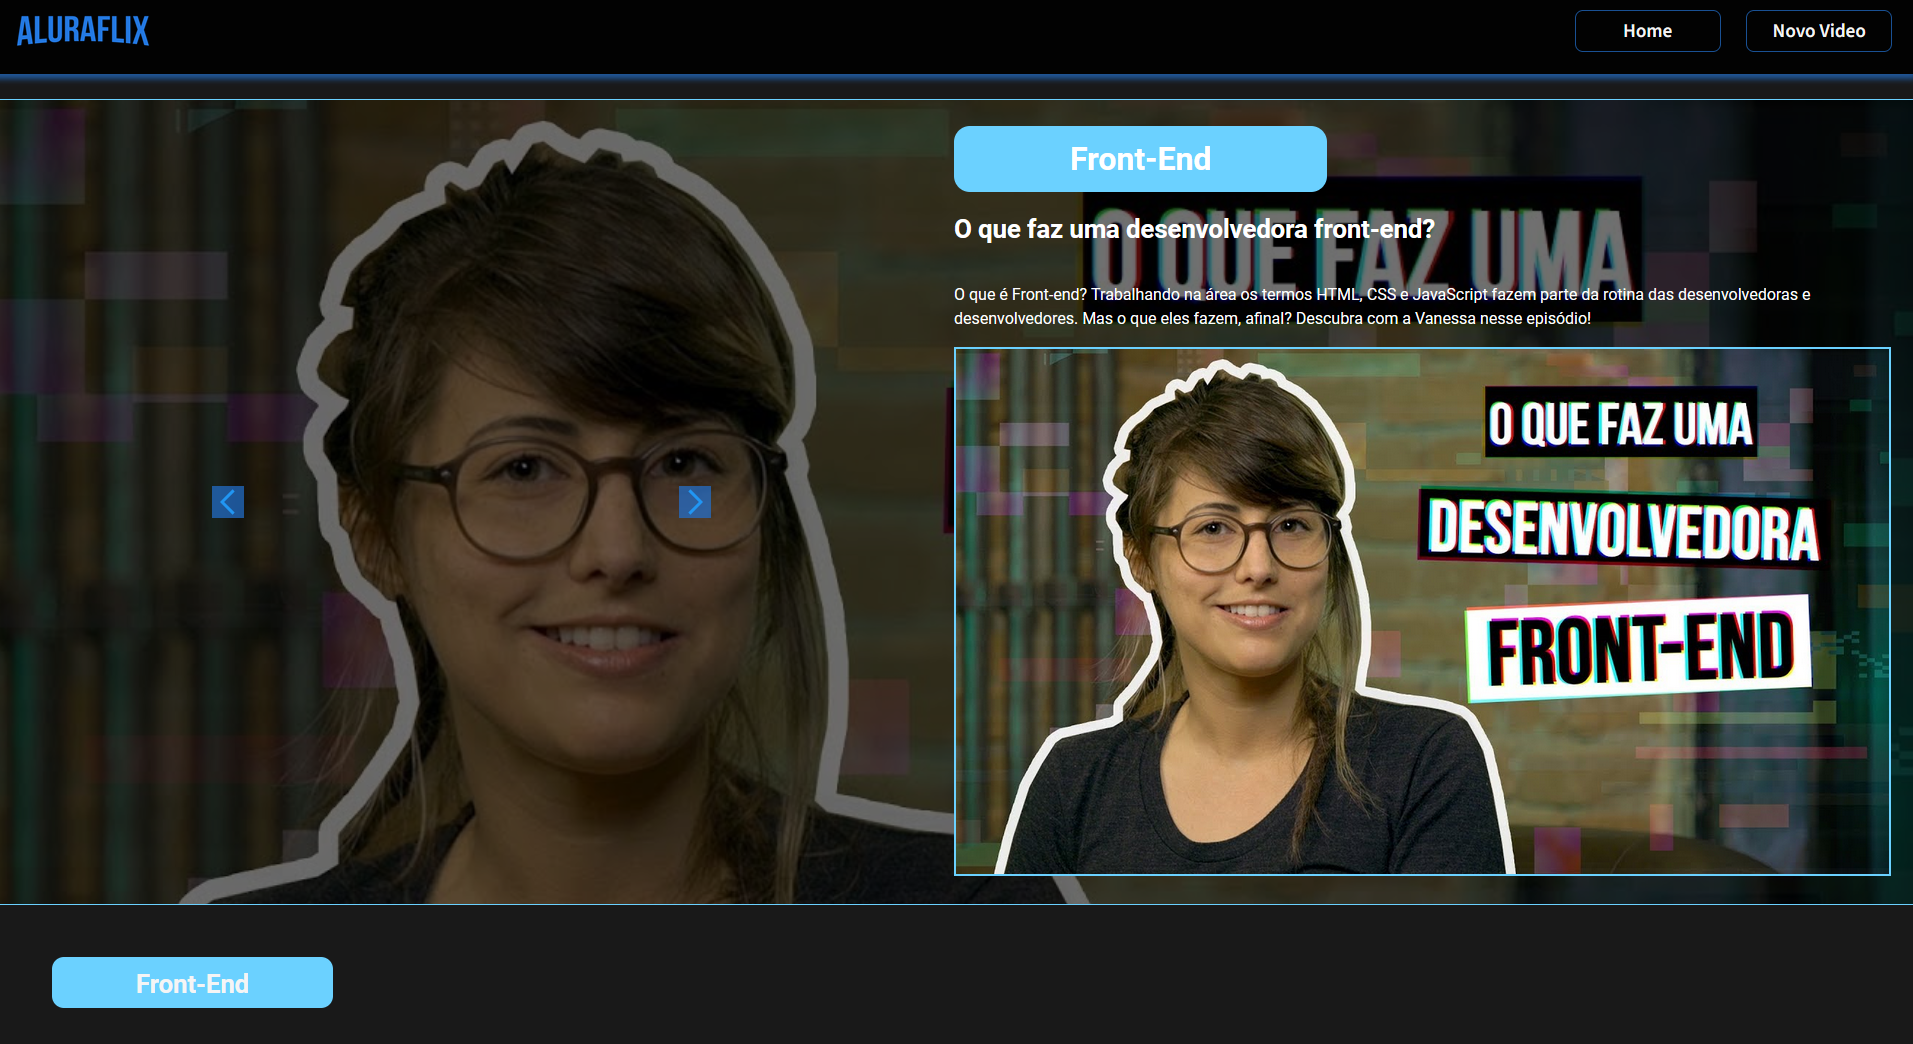 ALURAFLIX
Home
Novo Video
Front-End
O QUE FAZ UMA
O que faz uma desenvolvedora front-end?
O que é Front-end? Trabalhando na área os termos HTML, CSS e JavaScript fazem parte da rotina das desenvolvedoras e
desenvolvedores. Mas o que eles fazem, afinal? Descubra com a Vanessa nesse episódio!
O QUE FAZ UMA
DESENVOLVEDORA
FRONT-END
Front-End